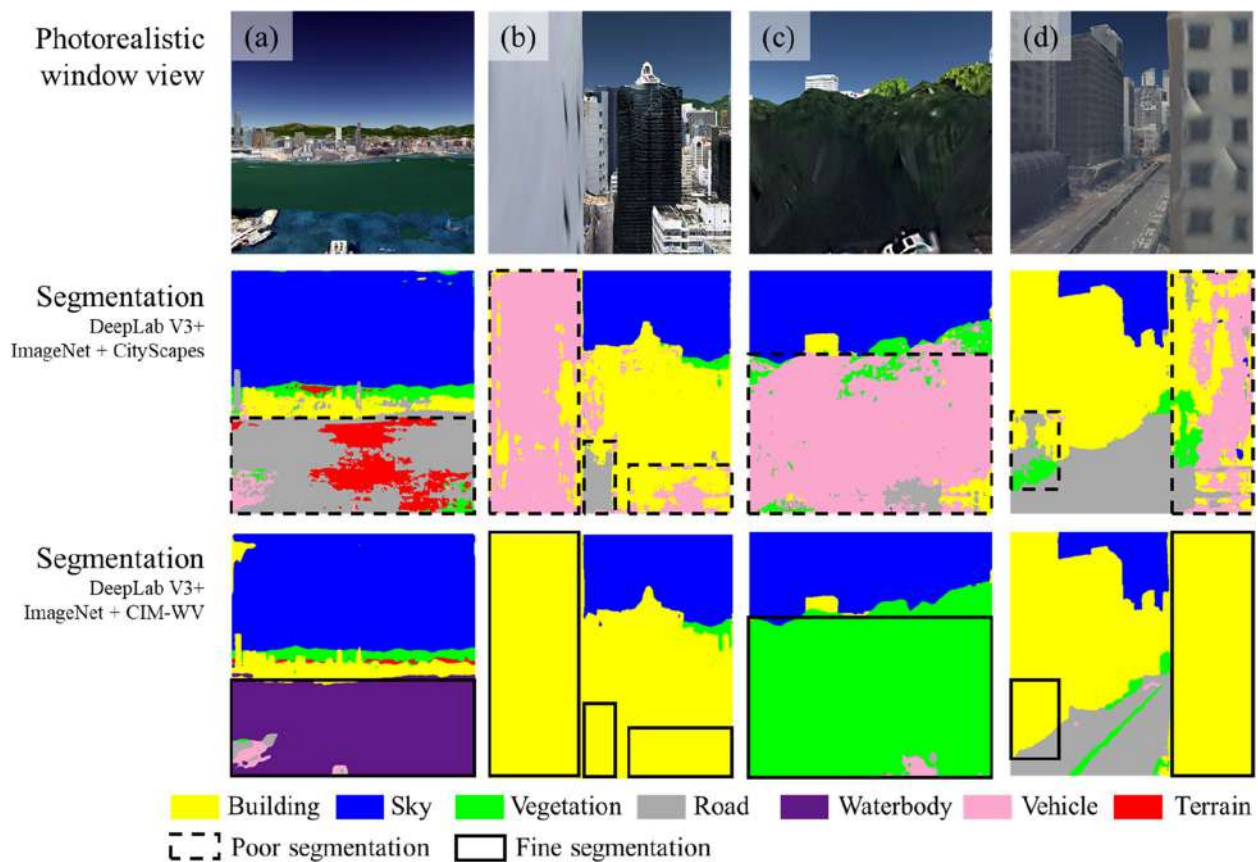 Photorealistic
window view
(a)
(b)
(c)
(d)
Segmentation
DeepLab V3+
ImageNet + CityScapes
Segmentation
DeepLab V3+
ImageNet + CIM-WV
Building Sky Vegetation Road Waterbody Vehicle Terrain
Poor segmentation Fine segmentation